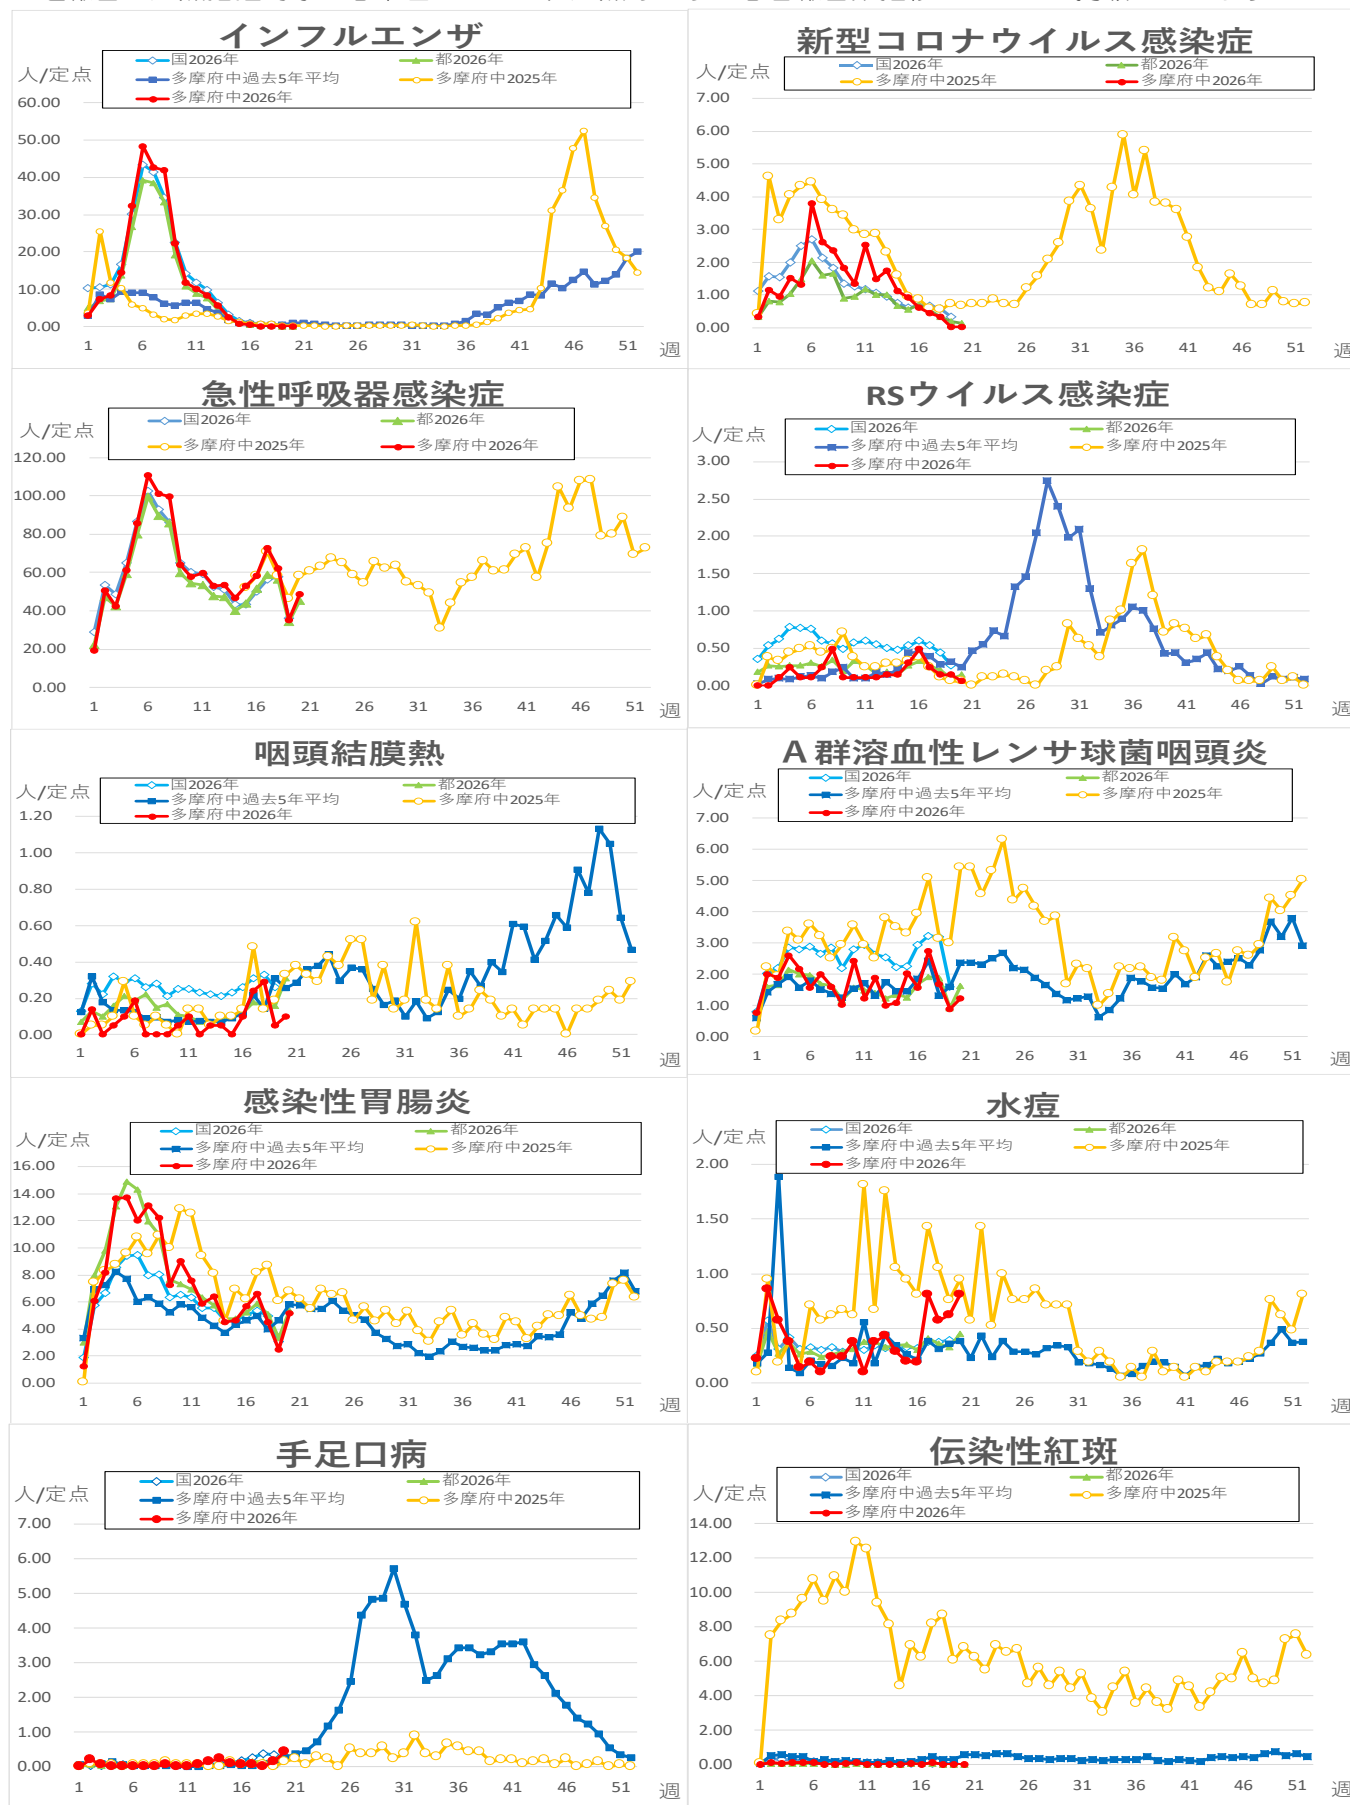 インフルエンザ
人/定点
国2026年
都2026年
多摩府中過去5年平均
多摩府中2025年
多摩府中2026年
60.00
50.00
40.00
30.00
20.00
10.00
0.00
1 6 11 16 21 26 31 36 41 46 51 週
新型コロナウイルス感染症
人/定点
国2026年
都2026年
多摩府中2025年
多摩府中2026年
7.00
6.00
5.00
4.00
3.00
2.00
1.00
0.00
1 6 11 16 21 26 31 36 41 46 51 週
急性呼吸器感染症
人/定点
国2026年
都2026年
多摩府中2025年
多摩府中2026年
120.00
100.00
80.00
60.00
40.00
20.00
0.00
1 6 11 16 21 26 31 36 41 46 51 週
RSウイルス感染症
人/定点
国2026年
都2026年
多摩府中過去5年平均
多摩府中2025年
多摩府中2026年
3.00
2.50
2.00
1.50
1.00
0.50
0.00
1 6 11 16 21 26 31 36 41 46 51 週
咽頭結膜熱
人/定点
国2026年
都2026年
多摩府中過去5年平均
多摩府中2025年
多摩府中2026年
1.20
1.00
0.80
0.60
0.40
0.20
0.00
1 6 11 16 21 26 31 36 41 46 51 週
A群溶血性レンサ球菌咽頭炎
人/定点
国2026年
都2026年
多摩府中過去5年平均
多摩府中2025年
多摩府中2026年
7.00
6.00
5.00
4.00
3.00
2.00
1.00
0.00
1 6 11 16 21 26 31 36 41 46 51 週
感染性胃腸炎
人/定点
国2026年
都2026年
多摩府中過去5年平均
多摩府中2025年
多摩府中2026年
16.00
14.00
12.00
10.00
8.00
6.00
4.00
2.00
0.00
1 6 11 16 21 26 31 36 41 46 51 週
水痘
人/定点
国2026年
都2026年
多摩府中過去5年平均
多摩府中2025年
多摩府中2026年
2.00
1.50
1.00
0.50
0.00
1 6 11 16 21 26 31 36 41 46 51 週
手足口病
人/定点
国2026年
都2026年
多摩府中過去5年平均
多摩府中2025年
多摩府中2026年
7.00
6.00
5.00
4.00
3.00
2.00
1.00
0.00
1 6 11 16 21 26 31 36 41 46 51 週
伝染性紅斑
人/定点
国2026年
都2026年
多摩府中過去5年平均
多摩府中2025年
多摩府中2026年
14.00
12.00
10.00
8.00
6.00
4.00
2.00
0.00
1 6 11 16 21 26 31 36 41 46 51 週